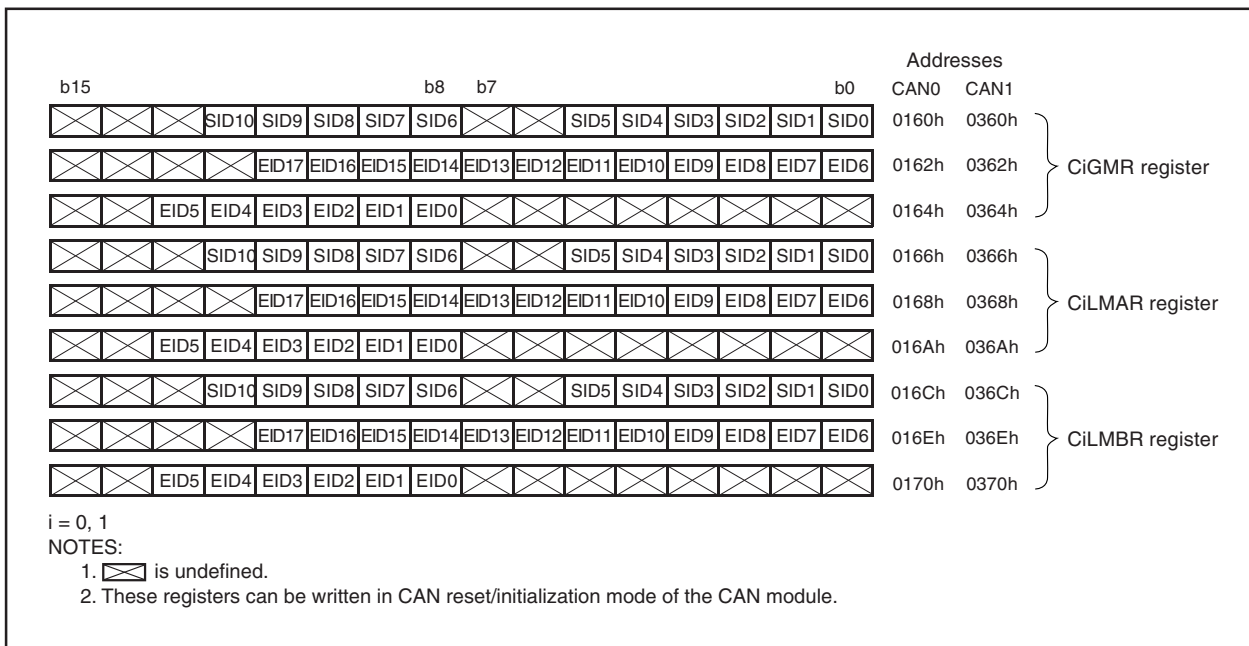 Addresses
b15 b8 b7 b0 CAN0 CAN1
SID10 SID9 SID8 SID7 SID6 SID5 SID4 SID3 SID2 SID1 SID0 0160h 0360h
EID17 EID16 EID15 EID14 EID13 EID12 EID11 EID10 EID9 EID8 EID7 EID6 0162h 0362h CiGMR register
EID5 EID4 EID3 EID2 EID1 EID0 0164h 0364h
SID10 SID9 SID8 SID7 SID6 SID5 SID4 SID3 SID2 SID1 SID0 0166h 0366h
EID17 EID16 EID15 EID14 EID13 EID12 EID11 EID10 EID9 EID8 EID7 EID6 0168h 0368h CiLMAR register
EID5 EID4 EID3 EID2 EID1 EID0 016Ah 036Ah
SID10 SID9 SID8 SID7 SID6 SID5 SID4 SID3 SID2 SID1 SID0 016Ch 036Ch
EID17 EID16 EID15 EID14 EID13 EID12 EID11 EID10 EID9 EID8 EID7 EID6 016Eh 036Eh CiLMBR register
EID5 EID4 EID3 EID2 EID1 EID0 0170h 0370h
i = 0, 1
NOTES:
1. is undefined.
2. These registers can be written in CAN reset/initialization mode of the CAN module.